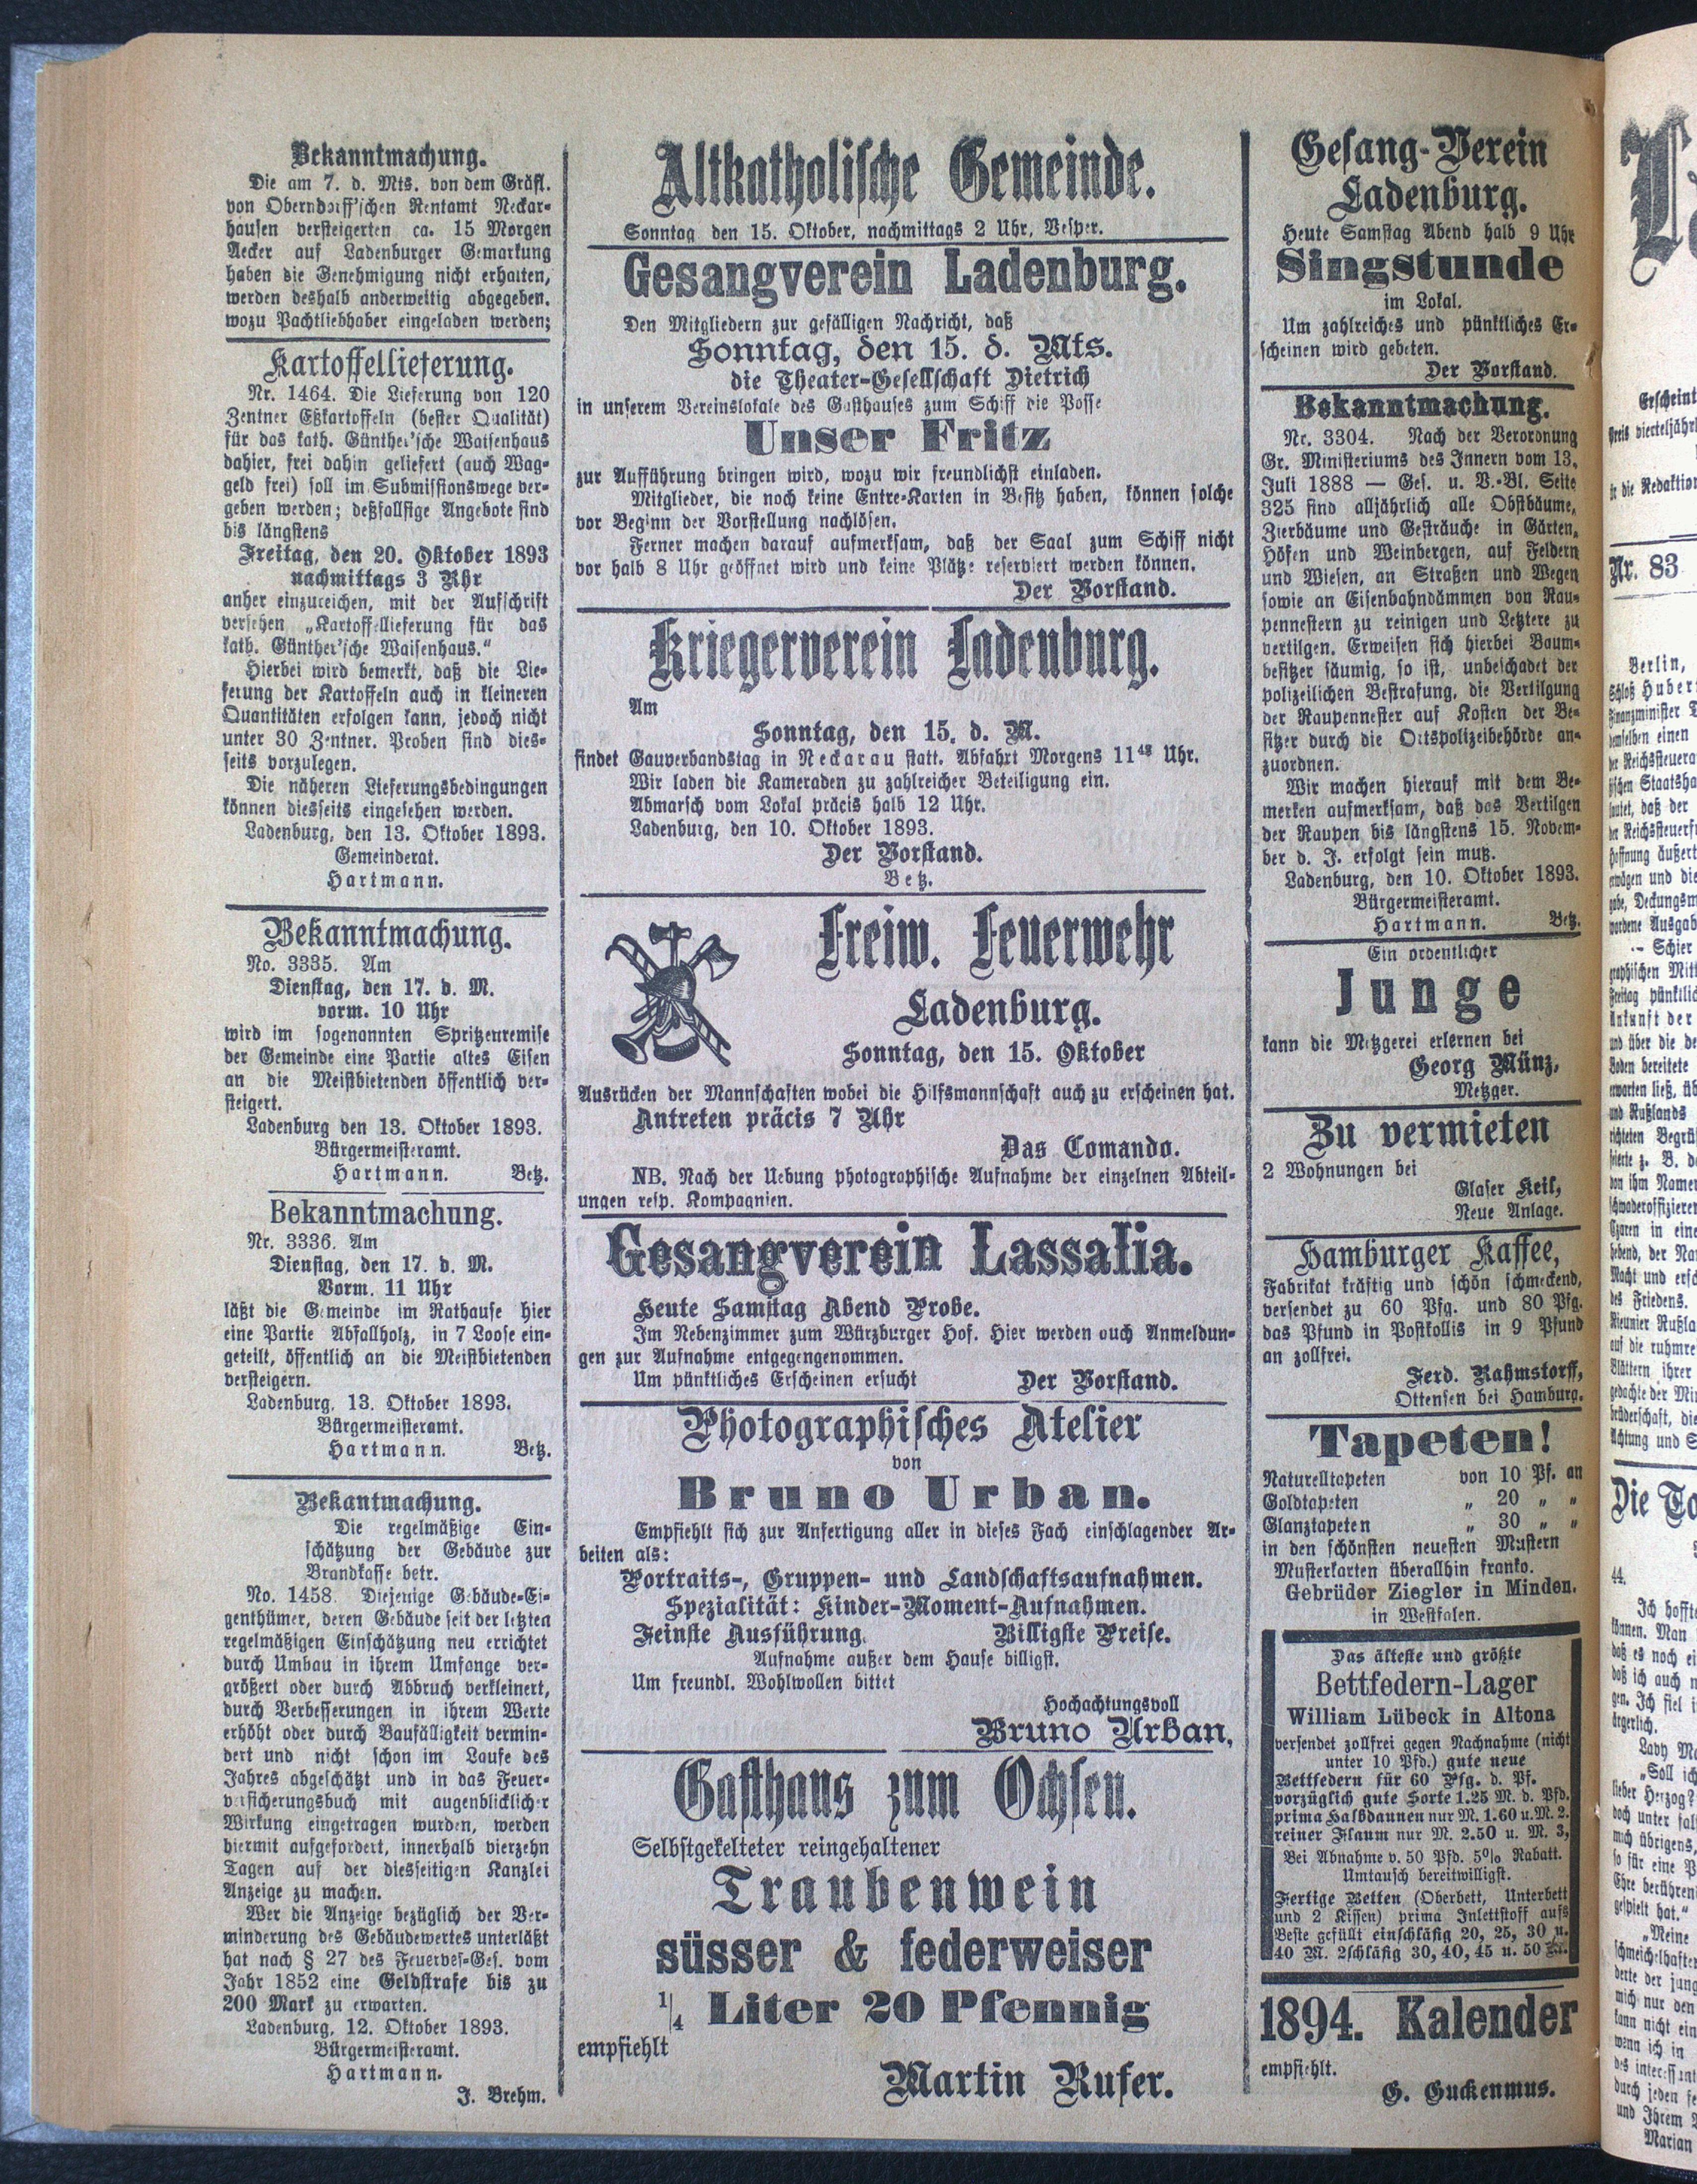 Bekanntmachung.
Die am 7. d. Mts. von dem Gräfl.
von Oberndorff'schen Rentamt Neckar-
hausen versteigerten ca. 15 Morgen
Aecker auf Ladenburger Gemarkung
haben die Genehmigung nicht erhalten,
werden deshalb anderweitig abgegeben,
wozu Pachtliebhaber eingeladen werden;
Kartoffellieferung.
Nr. 1464. Die Lieferung von 120
Zentner Eßkartoffeln (bester Qualität)
für das kath. Günther'sche Waisenhaus
dahier, frei dahin geliefert (auch Wag-
geld frei) soll im Submissionswege ver-
geben werden; deßfallsige Angebote sind
bis längstens
Freitag, den 20. Oktober 1893
nachmittags 3 Uhr
anher einzureichen, mit der Aufschrift
versehen „Kartoffellieferung für das
kath. Günther'sche Waisenhaus."
Hierbei wird bemerkt, daß die Lie-
ferung der Kartoffeln auch in kleineren
Quantitäten erfolgen kann, jedoch nicht
unter 30 Zentner. Proben sind dies-
seits vorzulegen.
Die näheren Lieferungsbedingungen
können diesseits eingesehen werden.
Ladenburg, den 13. Oktober 1893.
Gemeinderat.
Hartmann.
Bekanntmachung.
No. 3335. Am
Dienstag, den 17. d. M.
vorm. 10 Uhr
wird im sogenannten Spritzenremise
der Gemeinde eine Partie altes Eisen
an die Meistbietenden öffentlich ver-
steigert.
Ladenburg den 13. Oktober 1893.
Bürgermeisteramt.
Hartmann. Betz.
Bekanntmachung.
Nr. 3336. Am
Dienstag, den 17. d. M.
Vorm. 11 Uhr
läßt die Gemeinde im Rathause hier
eine Partie Abfallholz, in 7 Loose ein-
geteilt, öffentlich an die Meistbietenden
versteigern.
Ladenburg, 13. Oktober 1893.
Bürgermeisteramt.
Hartmann. Betz.
Bekantmachung.
Die regelmäßige Ein-
schätzung der Gebäude zur
Brandkasse betr.
No. 1458. Diejenige Gebäude-Ei-
genthümer, deren Gebäude seit der letzten
regelmäßigen Einschätzung neu errichtet
durch Umbau in ihrem Umfange ver-
größert oder durch Abbruch verkleinert,
durch Verbesserungen in ihrem Werte
erhöht oder durch Baufälligkeit vermin-
dert und nicht schon im Laufe des
Jahres abgeschätzt und in das Feuer-
versicherungsbuch mit augenblicklicher
Wirkung eingetragen wurden, werden
hiermit aufgefordert, innerhalb vierzehn
Tagen auf der diesseitigen Kanzlei
Anzeige zu machen.
Wer die Anzeige bezüglich der Ver-
minderung des Gebäudewertes unterläßt
hat nach § 27 des Feuerves-Ges. vom
Jahr 1852 eine Geldstrafe bis zu
200 Mark zu erwarten.
Ladenburg, 12. Oktober 1893.
Bürgermeisteramt.
Hartmann.
J. Brehm.
Altkatholische Gemeinde.
Sonntag den 15. Oktober, nachmittags 2 Uhr, Vesper.
Gesangverein Ladenburg.
Den Mitgliedern zur gefälligen Nachricht, daß
Sonntag, den 15. d. Mts.
die Theater-Gesellschaft Dietrich
in unserem Vereinslokale des Gasthauses zum Schiff die Posse
Unser Fritz
zur Aufführung bringen wird, wozu wir freundlichst einladen.
Mitglieder, die noch keine Entre-Karten in Besitz haben, können solche
vor Beginn der Vorstellung nachlösen.
Ferner machen darauf aufmerksam, daß der Saal zum Schiff nicht
vor halb 8 Uhr geöffnet wird und keine Plätze reserviert werden können.
Der Vorstand.
Kriegerverein Ladenburg.
Am
Sonntag, den 15. d. M.
findet Gauverbandstag in Neckarau statt. Abfahrt Morgens 11⁴⁸ Uhr.
Wir laden die Kameraden zu zahlreicher Beteiligung ein.
Abmarsch vom Lokal präcis halb 12 Uhr.
Ladenburg, den 10. Oktober 1893.
Der Vorstand.
Betz.
Freiw. Feuerwehr
Ladenburg.
Sonntag, den 15. Oktober
Ausrücken der Mannschaften wobei die Hilfsmannschaft auch zu erscheinen hat.
Antreten präcis 7 Uhr
Das Comando.
NB. Nach der Uebung photographische Aufnahme der einzelnen Abteil-
ungen resp. Kompagnien.
Gesangverein Lassalia.
Heute Samstag Abend Probe.
Im Nebenzimmer zum Würzburger Hof. Hier werden auch Anmeldun-
gen zur Aufnahme entgegengenommen.
Um pünktliches Erscheinen ersucht Der Vorstand.
Photographisches Atelier
von
Bruno Urban.
Empfiehlt sich zur Anfertigung aller in dieses Fach einschlagender Ar-
beiten als:
Portraits-, Gruppen- und Landschaftsaufnahmen.
Spezialität: Kinder-Moment-Aufnahmen.
Feinste Ausführung. Billigste Preise.
Aufnahme außer dem Hause billigst.
Um freundl. Wohlwollen bittet
Hochachtungsvoll
Bruno Urban,
Gasthaus zum Ochsen.
Selbstgekelteter reingehaltener
Traubenwein
süsser & federweiser
1/4 Liter 20 Pfennig
empfiehlt
Martin Rufer.
Gesang-Verein
Ladenburg.
Heute Samstag Abend halb 9 Uhr
Singstunde
im Lokal.
Um zahlreiches und pünktliches Er-
scheinen wird gebeten.
Der Vorstand.
Bekanntmachung.
Nr. 3304. Nach der Verordnung
Gr. Ministeriums des Innern vom 13.
Juli 1888 — Ges. u. V.-Bl. Seite
325 sind alljährlich alle Obstbäume,
Zierbäume und Gesträuche in Gärten,
Höfen und Weinbergen, auf Feldern
und Wiesen, an Straßen und Wegen
sowie an Eisenbahndämmen von Rau-
pennestern zu reinigen und Letztere zu
vertilgen. Erweisen sich hierbei Baum-
besitzer säumig, so ist, unbeschadet der
polizeilichen Bestrafung, die Vertilgung
der Raupennester auf Kosten der Be-
sitzer durch die Ortspolizeibehörde an-
zuordnen.
Wir machen hierauf mit dem Be-
merken aufmerksam, daß das Vertilgen
der Raupen bis längstens 15. Novem-
ber d. J. erfolgt sein muß.
Ladenburg, den 10. Oktober 1893.
Bürgermeisteramt.
Hartmann. Betz.
Ein ordentlicher
Junge
kann die Metzgerei erlernen bei
Georg Münz,
Metzger.
Zu vermieten
2 Wohnungen bei
Glaser Keil,
Neue Anlage.
Hamburger Kaffee,
Fabrikat kräftig und schön schmeckend,
versendet zu 60 Pfg. und 80 Pfg.
das Pfund in Postkollis in 9 Pfund
an zollfrei.
Ferd. Rahmstorff,
Ottensen bei Hamburg.
Tapeten!
Naturelltapeten von 10 Pf. an
Goldtapeten „ 20 „ „
Glanztapeten „ 30 „ „
in den schönsten neuesten Mustern
Musterkarten überallhin franko.
Gebrüder Ziegler in Minden.
in Westfalen.
Das älteste und größte
Bettfedern-Lager
William Lübeck in Altona
versendet zollfrei gegen Nachnahme (nicht
unter 10 Pfd.) gute neue
Bettfedern für 60 Pfg. d. Pf.
vorzüglich gute Sorte 1.25 M. d. Pfd.
prima Halbdaunen nur M. 1.60 u. M. 2.
reiner Flaum nur M. 2.50 u. M. 3,
Bei Abnahme v. 50 Pfd. 5% Rabatt.
Umtausch bereitwilligst.
Fertige Betten (Oberbett, Unterbett
und 2 Kissen) prima Inlettstoff aufs
Beste gefüllt einschläfig 20, 25, 30 u.
40 M. 2schläfig 30, 40, 45 u. 50 M.
1894. Kalender
empfiehlt.
G. Guckenmus.
Erscheint
Nr. 83
Berlin,
Die
44.
Ich hoffte